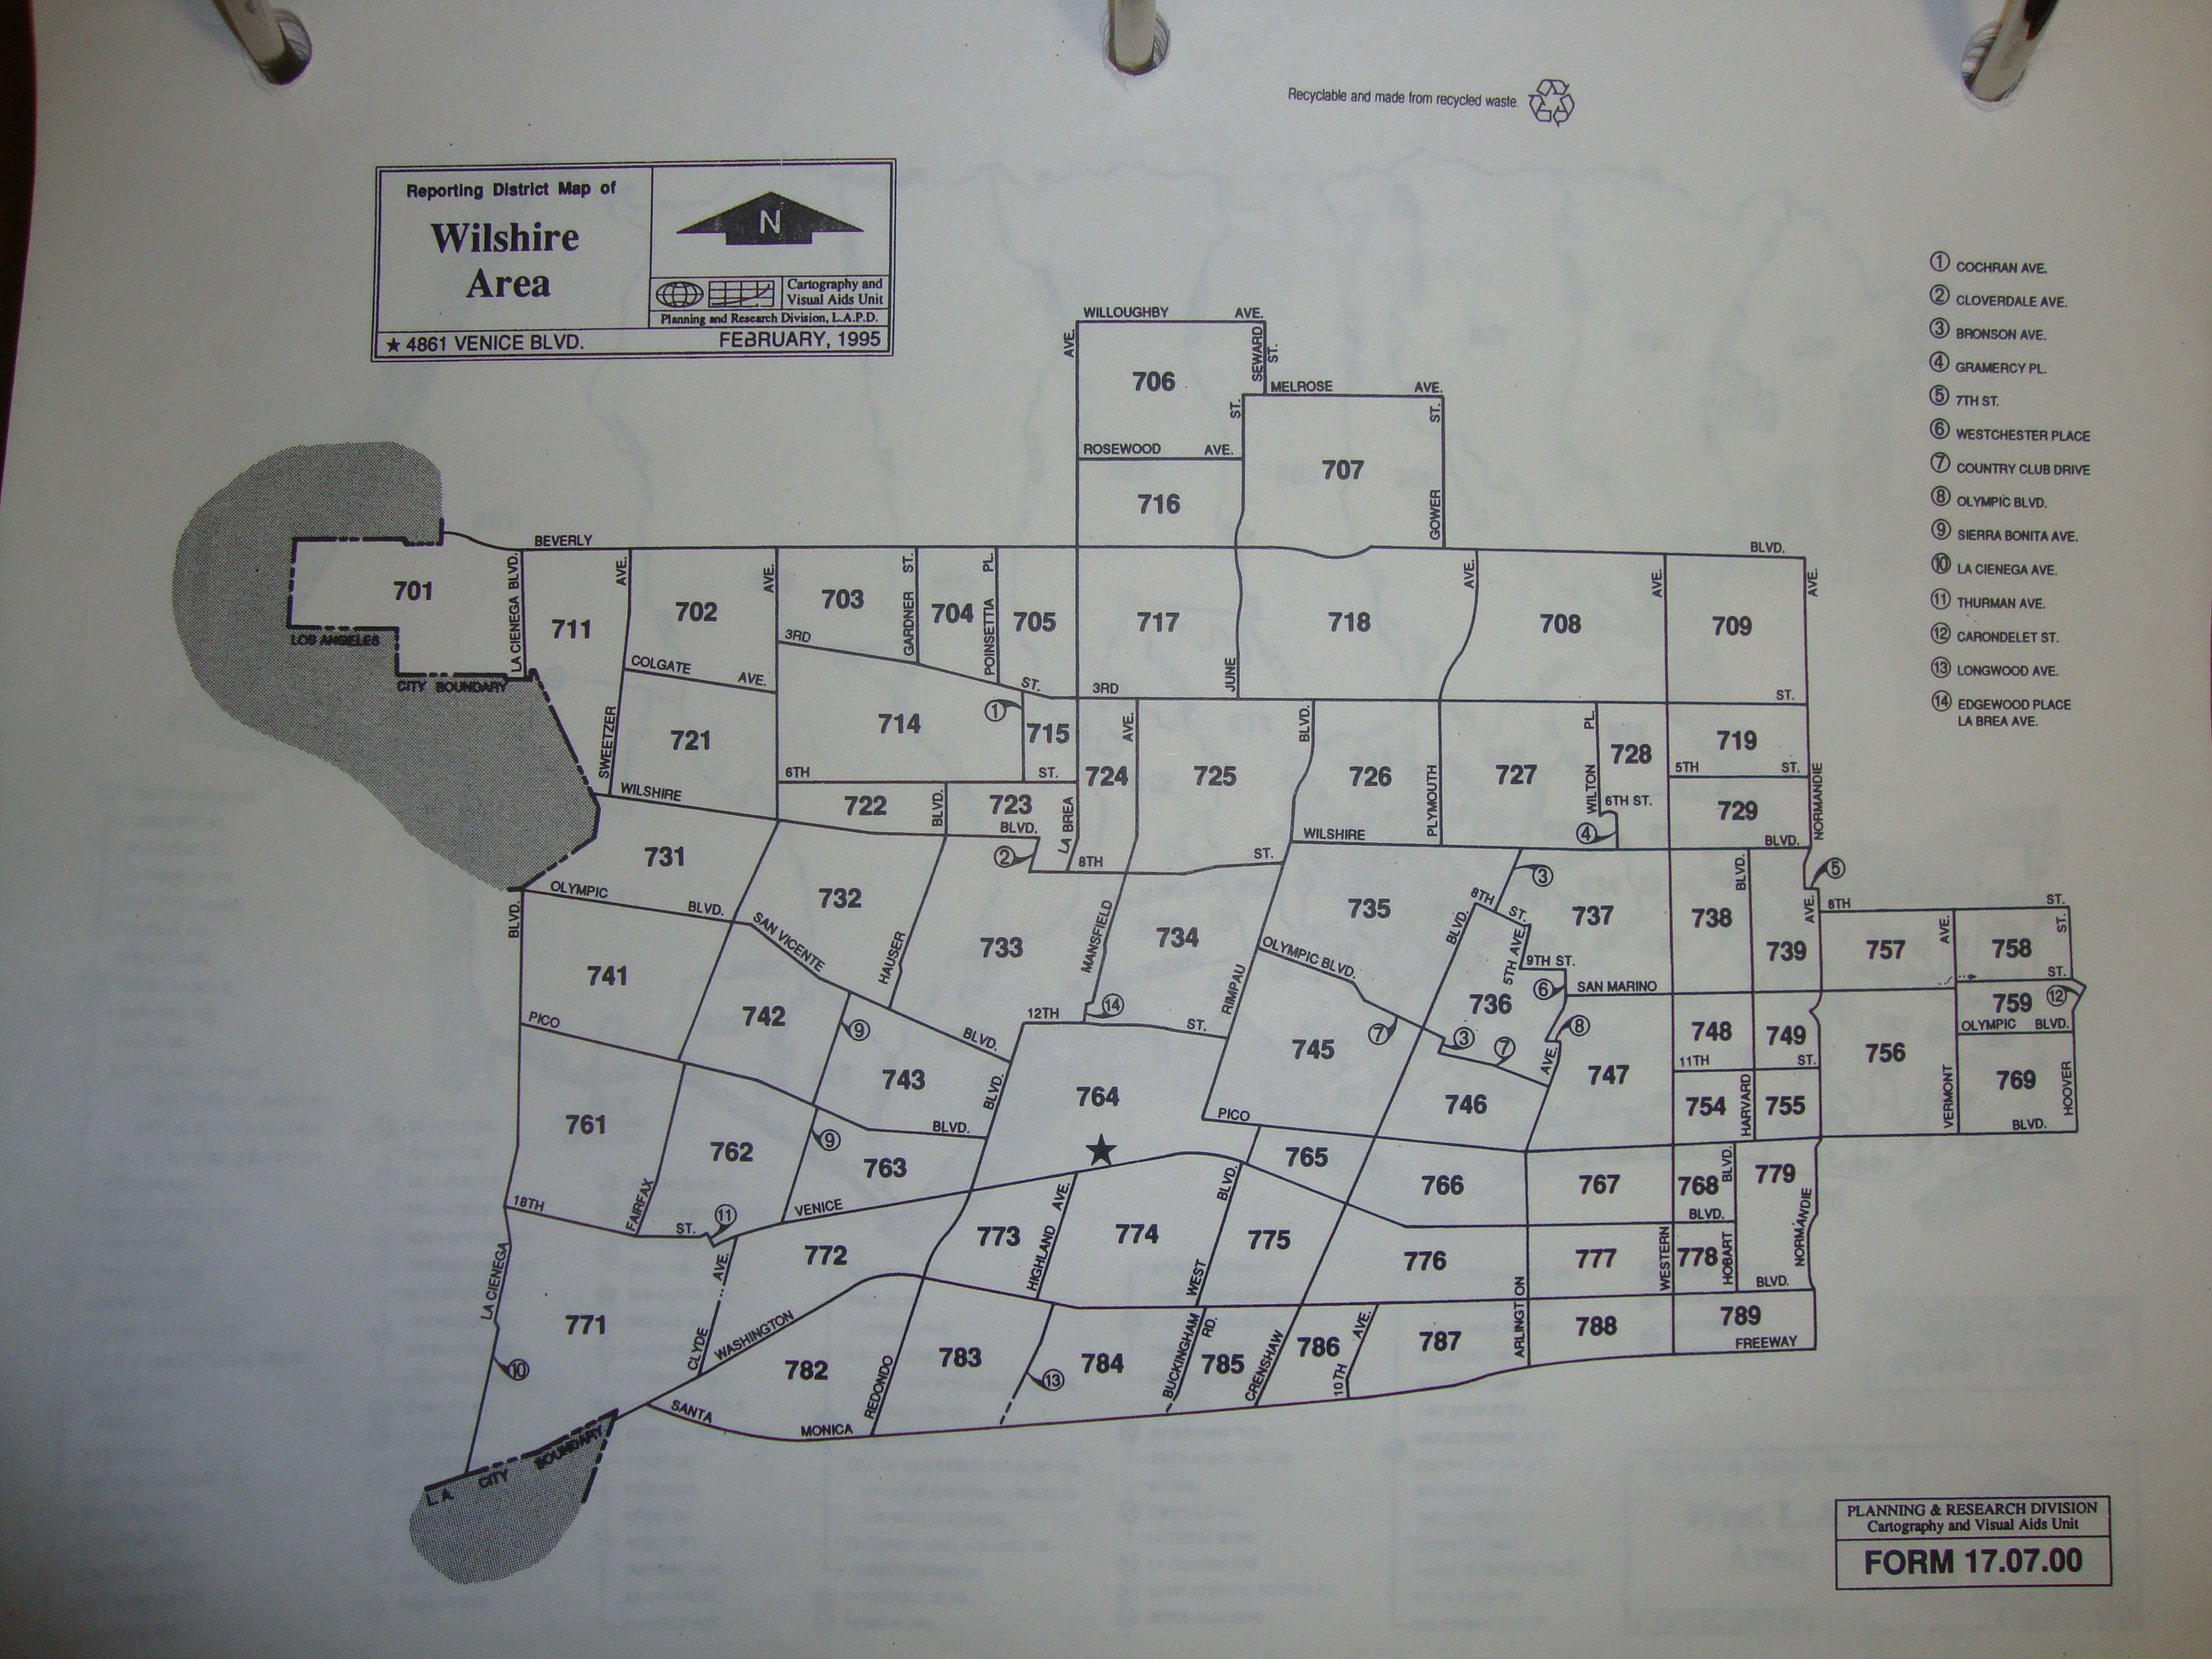 Recyclable and made from recycled waste.
Reporting District Map of
Wilshire
Area
N
Cartography and
Visual Aids Unit
Planning and Research Division, L.A.P.D.
★ 4861 VENICE BLVD.
FEBRUARY, 1995
① COCHRAN AVE.
② CLOVERDALE AVE.
③ BRONSON AVE.
④ GRAMERCY PL.
⑤ 7TH ST.
⑥ WESTCHESTER PLACE
⑦ COUNTRY CLUB DRIVE
⑧ OLYMPIC BLVD.
⑨ SIERRA BONITA AVE.
⑩ LA CIENEGA AVE.
⑪ THURMAN AVE.
⑫ CARONDELET ST.
⑬ LONGWOOD AVE.
⑭ EDGEWOOD PLACE
LA BREA AVE.
WILLOUGHBY AVE.
AVE.
SEWARD ST.
706
MELROSE AVE.
ST.
ST.
ROSEWOOD AVE.
707
716
GOWER
BEVERLY
BLVD.
701
LA CIENEGA BLVD.
711
AVE.
702
AVE.
703
GARDNER ST.
704
POINSETTIA PL.
705
717
718
AVE.
708
AVE.
709
AVE.
LOS ANGELES
CITY BOUNDARY
3RD
ST.
3RD
JUNE
ST.
COLGATE AVE.
SWEETZER
721
714
①
715
724
AVE.
725
BLVD.
726
727
PL.
WILTON
728
719
5TH ST.
6TH
ST.
WILSHIRE
722
BLVD.
723
BLVD.
LA BREA
PLYMOUTH
6TH ST.
729
NORMANDIE
④
WILSHIRE
BLVD.
731
②
8TH
ST.
③
⑤
OLYMPIC
BLVD.
732
SAN VICENTE
HAUSER
733
MANSFIELD
734
735
8TH ST.
BLVD.
737
738
BLVD.
739
AVE.
8TH
ST.
BLVD.
741
OLYMPIC BLVD.
5TH AVE.
9TH ST.
757
AVE.
758
ST.
ST.
RIMPAU
⑥
SAN MARINO
736
759
⑫
PICO
742
⑨
BLVD.
12TH
⑭
ST.
⑦
③
⑦
⑧
748
749
OLYMPIC BLVD.
743
BLVD.
764
745
AVE.
747
11TH
ST.
756
769
761
762
⑨
BLVD.
PICO
746
754
HARVARD
755
VERMONT
HOOVER
BLVD.
763
★
765
766
767
768
BLVD.
779
18TH
FAIRFAX
ST.
⑪
VENICE
AVE.
BLVD.
BLVD.
NORMANDIE
772
773
HIGHLAND
774
WEST
775
776
777
WESTERN
778
HOBART
BLVD.
LA CIENEGA
771
AVE.
CLYDE
WASHINGTON
ARLINGTON
789
FREEWAY
⑩
782
REDONDO
783
⑬
784
BUCKINGHAM RD.
785
CRENSHAW
786
10TH AVE.
787
788
SANTA
MONICA
L.A. CITY BOUNDARY
PLANNING & RESEARCH DIVISION
Cartography and Visual Aids Unit
FORM 17.07.00